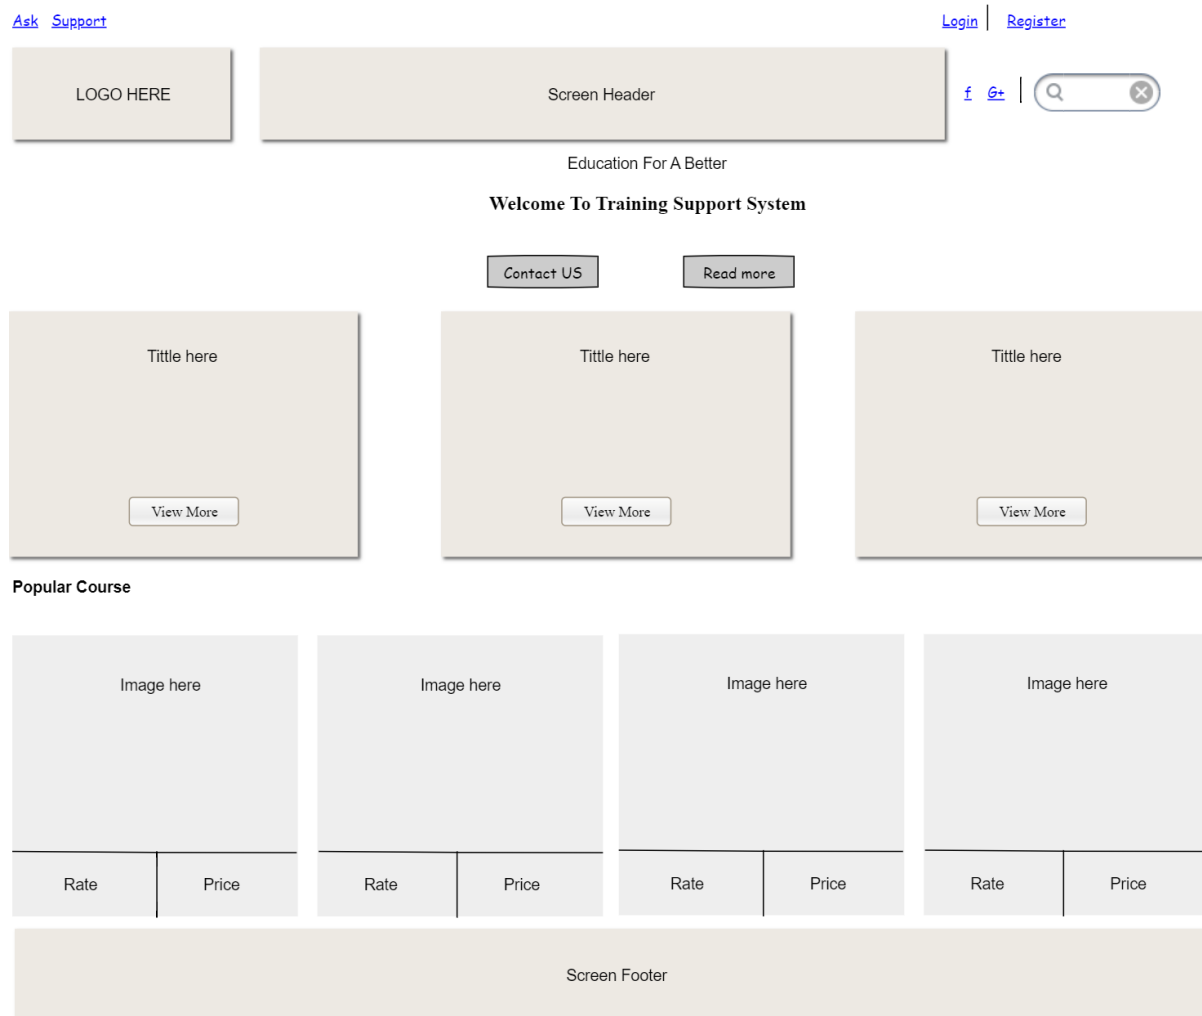 Ask Support Login Register
LOGO HERE Screen Header f G+
Education For A Better
Welcome To Training Support System
Contact US Read more
Tittle here Tittle here Tittle here
View More View More View More
Popular Course
Image here Image here Image here Image here
Rate Price Rate Price Rate Price Rate Price
Screen Footer